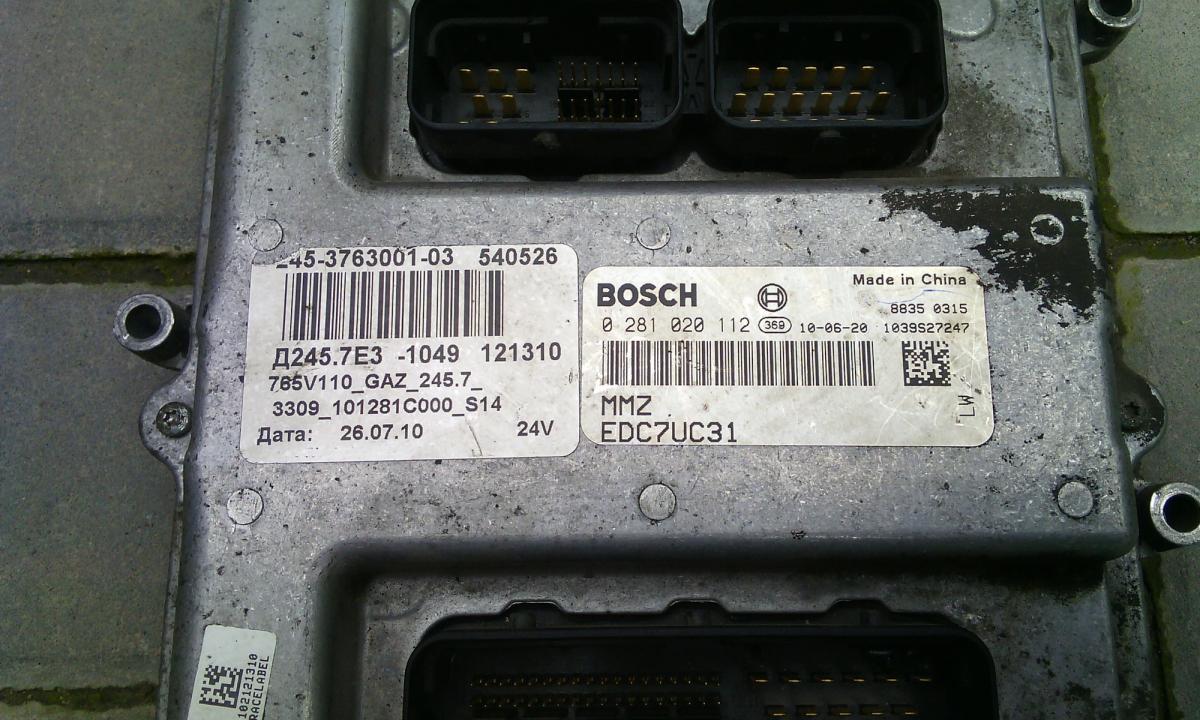 245-3763001-03 540526
Д245.7Е3 -1049 121310
765V110_GAZ_245.7_
3309_101281C000_S14
Дата: 26.07.10 24V
Made in China
BOSCH
8835 0315
0 281 020 112 369 10-06-20 1039S27247
MMZ
EDC7UC31
LW
102121310
RACELABEL